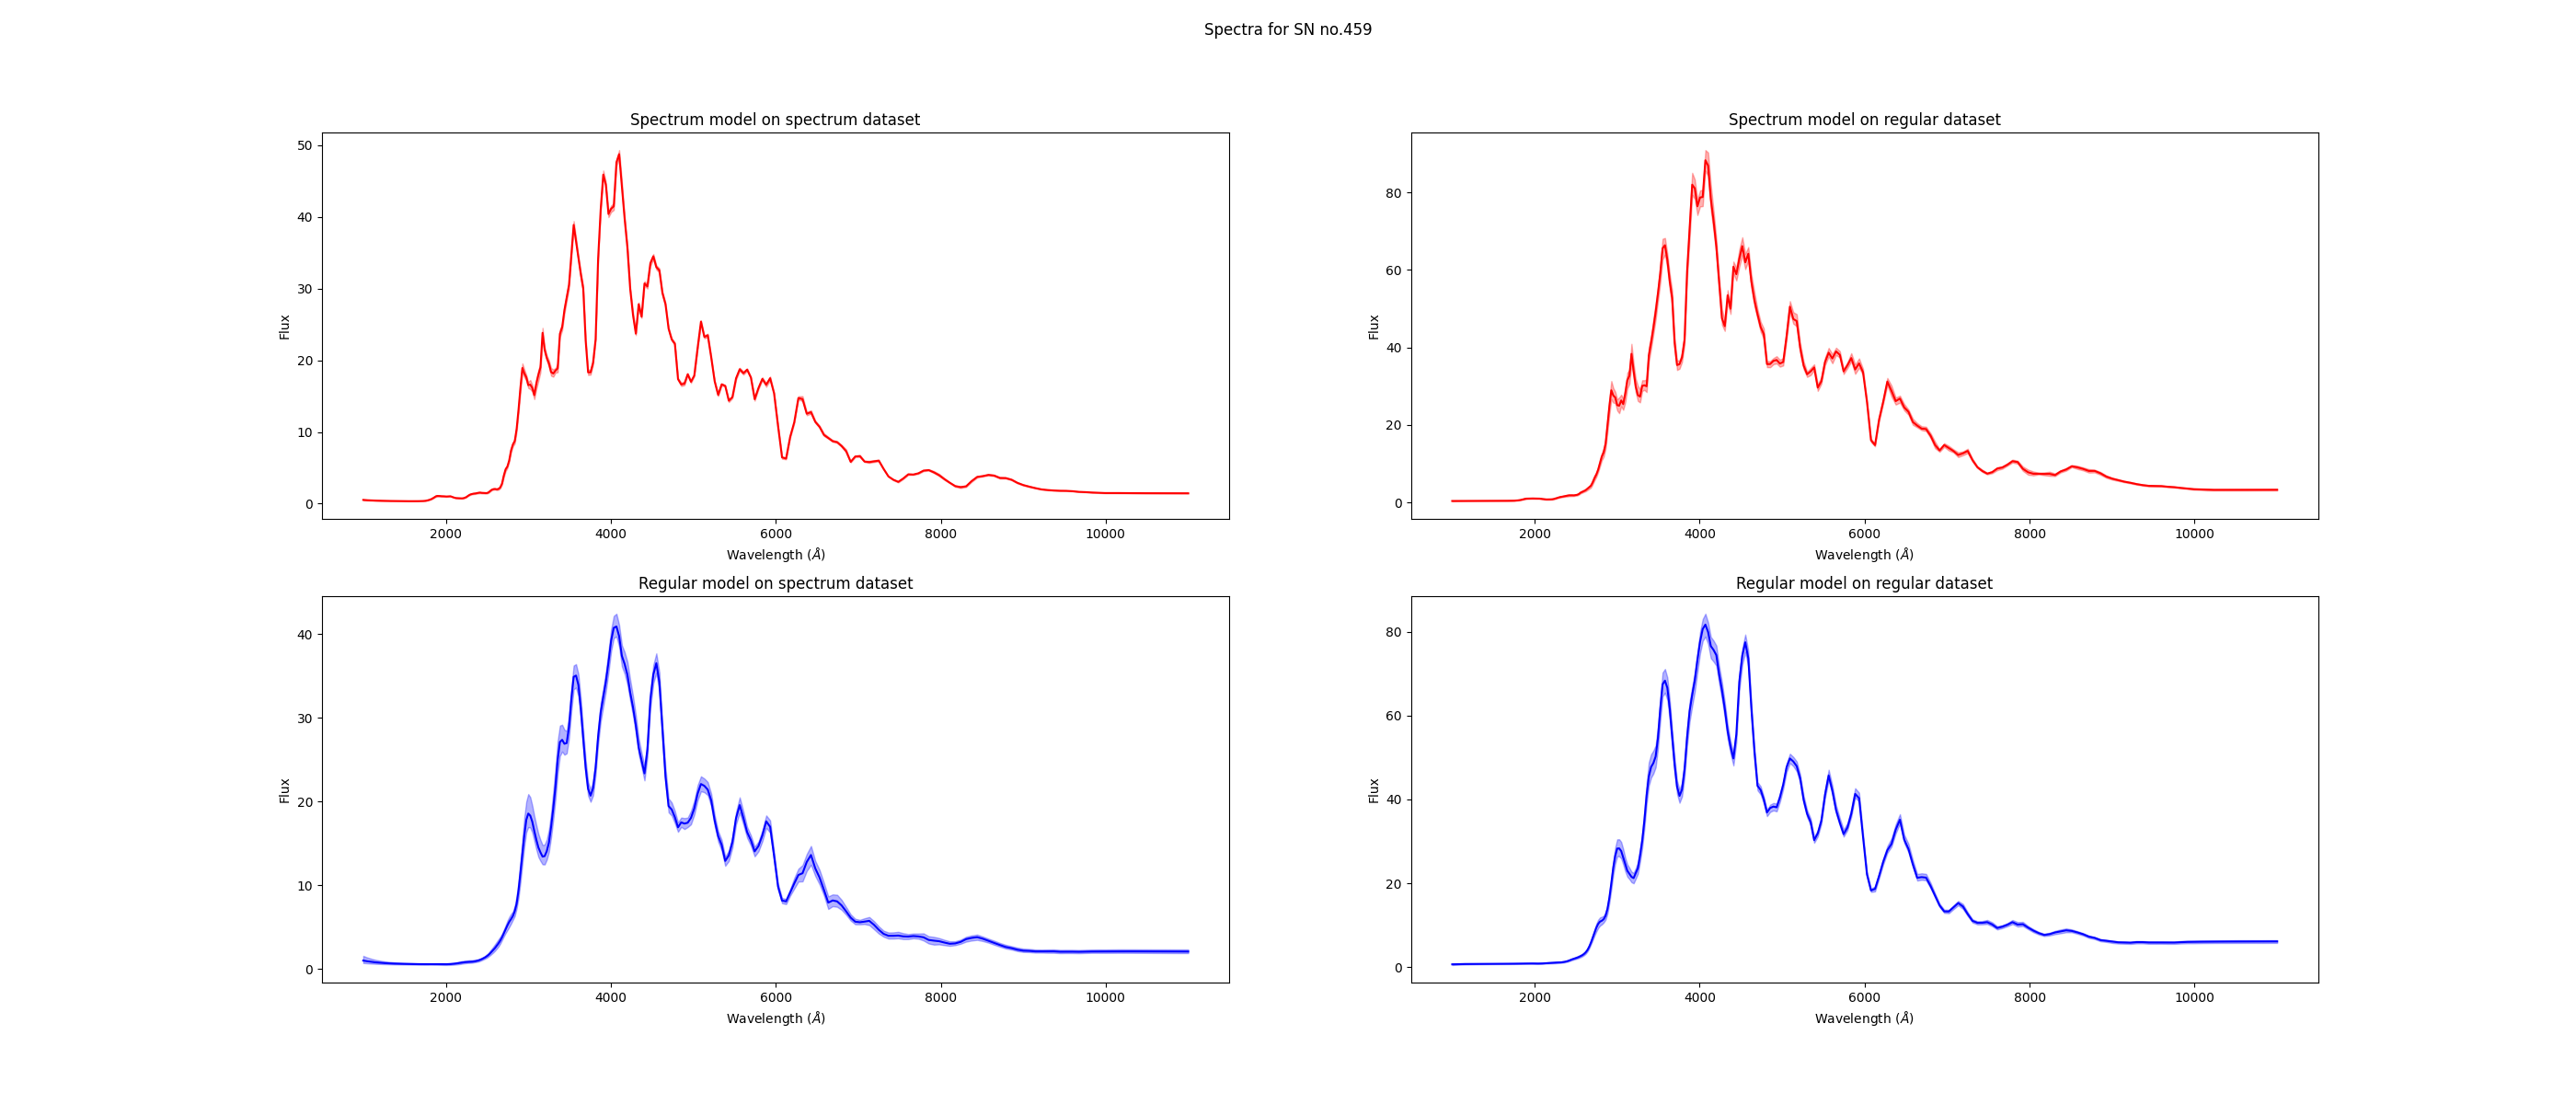 Spectra for SN no.459
Spectrum model on spectrum dataset
50
40
30
20
10
0
Flux
2000 4000 6000 8000 10000
Wavelength (Å)
Spectrum model on regular dataset
80
60
40
20
0
Flux
2000 4000 6000 8000 10000
Wavelength (Å)
Regular model on spectrum dataset
40
30
20
10
0
Flux
2000 4000 6000 8000 10000
Wavelength (Å)
Regular model on regular dataset
80
60
40
20
0
Flux
2000 4000 6000 8000 10000
Wavelength (Å)